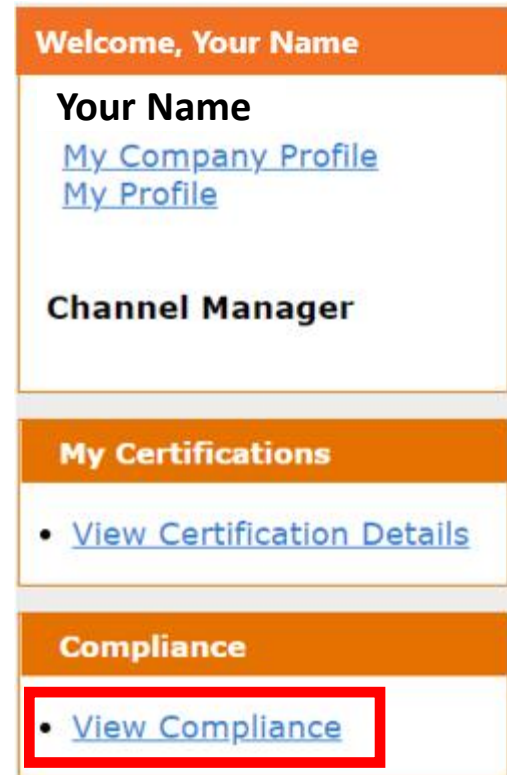 Welcome, Your Name
Your Name
My Company Profile
My Profile
Channel Manager
My Certifications
• View Certification Details
Compliance
• View Compliance